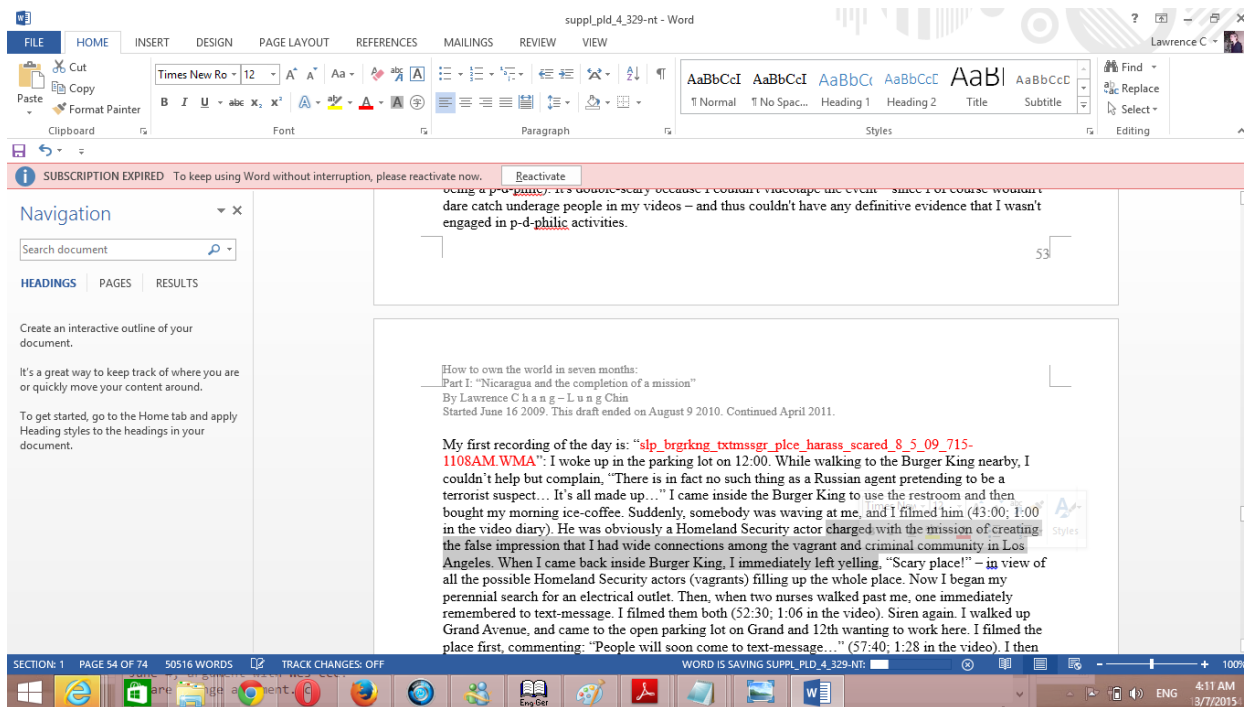 suppl_pld_4_329-nt - Word
FILE HOME INSERT DESIGN PAGE LAYOUT REFERENCES MAILINGS REVIEW VIEW Lawrence C
Cut
Copy
Format Painter
Paste
Times New Ro 12
AaBbCcI AaBbCcI AaBbCc AaBbCcE AaB AaBbCcD
¶ Normal ¶ No Spac... Heading 1 Heading 2 Title Subtitle
Find
Replace
Select
Clipboard Font Paragraph Styles Editing
SUBSCRIPTION EXPIRED To keep using Word without interruption, please reactivate now. Reactivate
Navigation
Search document
HEADINGS PAGES RESULTS
Create an interactive outline of your
document.
It's a great way to keep track of where you are
or quickly move your content around.
To get started, go to the Home tab and apply
Heading styles to the headings in your
document.
being a p-d-philic). It's double-scary because I couldn't videotape the event – since I of course wouldn't
dare catch underage people in my videos – and thus couldn't have any definitive evidence that I wasn't
engaged in p-d-philic activities.
53
How to own the world in seven months:
Part I: “Nicaragua and the completion of a mission”
By Lawrence C h a n g – L u n g Chin
Started June 16 2009. This draft ended on August 9 2010. Continued April 2011.
My first recording of the day is: “slp_brgrkng_txtmssgr_plce_harass_scared_8_5_09_715-
1108AM.WMA”: I woke up in the parking lot on 12:00. While walking to the Burger King nearby, I
couldn’t help but complain, “There is in fact no such thing as a Russian agent pretending to be a
terrorist suspect… It’s all made up…” I came inside the Burger King to use the restroom and then
bought my morning ice-coffee. Suddenly, somebody was waving at me, and I filmed him (43:00; 1:00
in the video diary). He was obviously a Homeland Security actor charged with the mission of creating
the false impression that I had wide connections among the vagrant and criminal community in Los
Angeles. When I came back inside Burger King, I immediately left yelling, “Scary place!” – in view of
all the possible Homeland Security actors (vagrants) filling up the whole place. Now I began my
perennial search for an electrical outlet. Then, when two nurses walked past me, one immediately
remembered to text-message. I filmed them both (52:30; 1:06 in the video). Siren again. I walked up
Grand Avenue, and came to the open parking lot on Grand and 12th wanting to work here. I filmed the
place first, commenting: “People will soon come to text-message…” (57:40; 1:28 in the video). I then
SECTION: 1 PAGE 54 OF 74 50516 WORDS TRACK CHANGES: OFF WORD IS SAVING SUPPL_PLD_4_329-NT: 100%
Eng-Ger
ENG
4:11 AM
3/7/2015